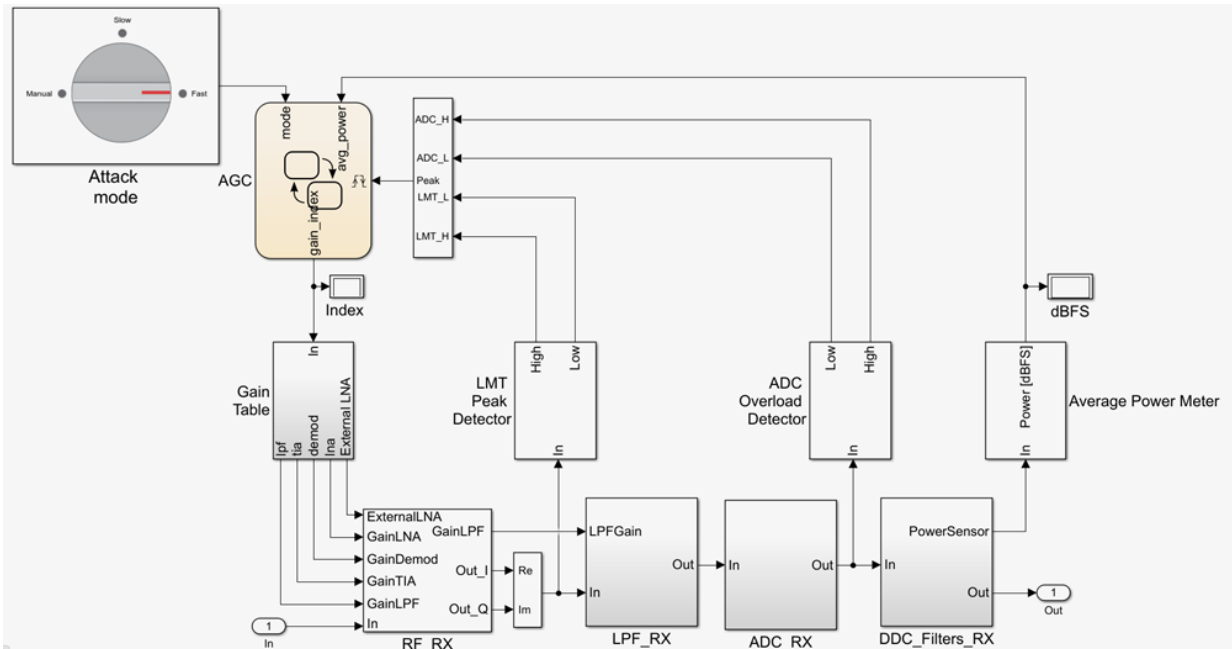 Slow
Manual
Fast
Attack
mode
AGC
mode
avg_power
gain_index
ADC_H
ADC_L
Peak
LMT_L
LMT_H
Index
dBFS
Gain
Table
In
lpf
tia
demod
lna
External LNA
LMT
Peak
Detector
High
Low
In
ADC
Overload
Detector
Low
High
In
Power [dBFS]
In
Average Power Meter
ExternalLNA
GainLNA
GainDemod
GainTIA
GainLPF
In
GainLPF
Out_I
Out_Q
RF_RX
1
In
Re
Im
LPFGain
In
Out
LPF_RX
In
Out
ADC_RX
In
PowerSensor
Out
DDC_Filters_RX
1
Out